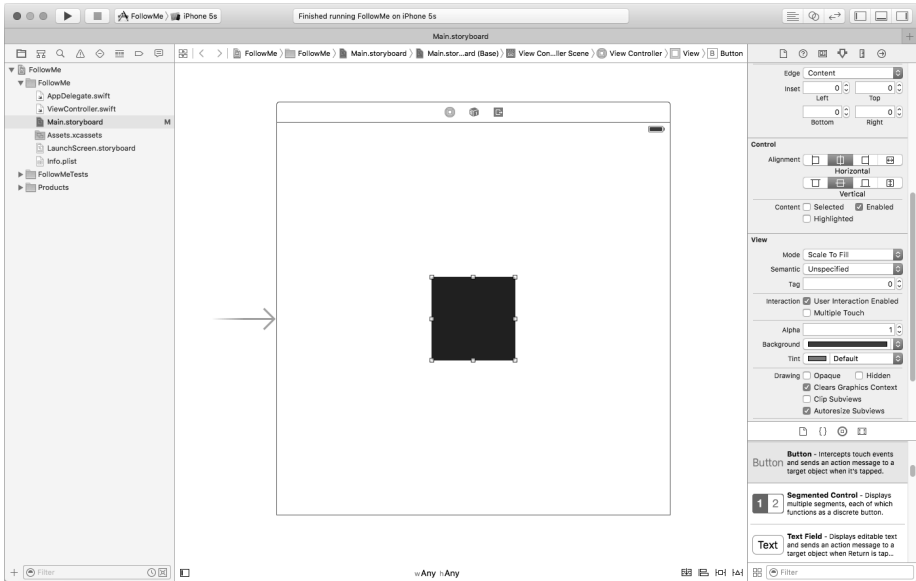 FollowMe
iPhone 5s
Finished running FollowMe on iPhone 5s
Main.storyboard
FollowMe
FollowMe
Main.storyboard
Main.stor...ard (Base)
View Con...ller Scene
View Controller
View
B Button
FollowMe
FollowMe
AppDelegate.swift
ViewController.swift
Main.storyboard M
Assets.xcassets
LaunchScreen.storyboard
Info.plist
FollowMeTests
Products
Filter
wAny hAny
Edge Content
Inset 0 0
Left Top
0 0
Bottom Right
Control
Alignment
Horizontal
Vertical
Content Selected Enabled
Highlighted
View
Mode Scale To Fill
Semantic Unspecified
Tag 0
Interaction User Interaction Enabled
Multiple Touch
Alpha 1
Background
Tint Default
Drawing Opaque Hidden
Clears Graphics Context
Clip Subviews
Autoresize Subviews
Button
Button - Intercepts touch events
and sends an action message to a
target object when it's tapped.
1 2
Segmented Control - Displays
multiple segments, each of which
functions as a discrete button.
Text
Text Field - Displays editable text
and sends an action message to a
target object when Return is tap...
Filter